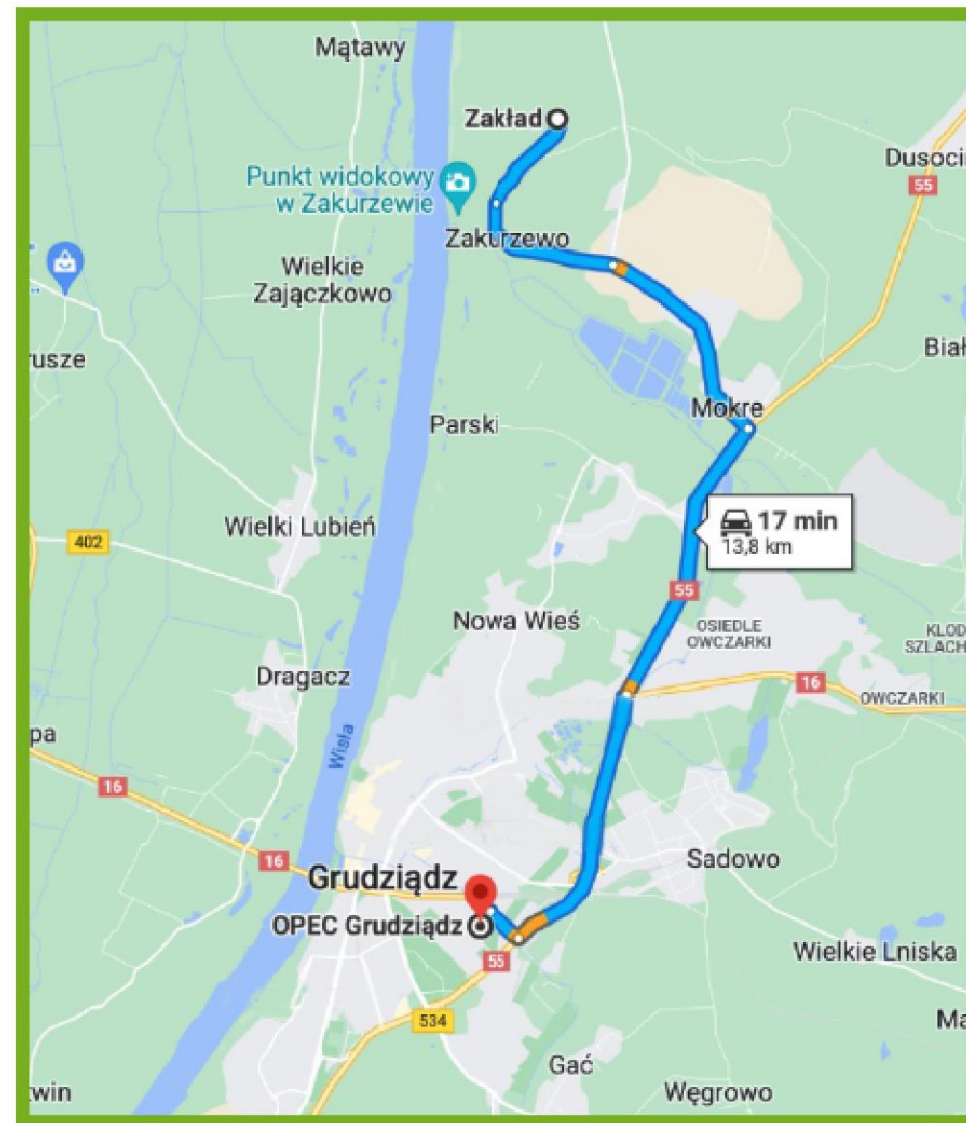 Mątawy
Zakład
Dusoci
55
Punkt widokowy
w Zakurzewie
Zakurzewo
Wielkie
Zajączkowo
rusze
Biał
Mokre
Parski
17 min
13,8 km
Wielki Lubień
402
55
Nowa Wieś
OSIEDLE
OWCZARKI
KLOD
SZLACH
Dragacz
16
OWCZARKI
pa
Wisła
16
16
Sadowo
Grudziądz
OPEC Grudziądz
55
Wielkie Lniska
534
Ma
Gać
Węgrowo
win